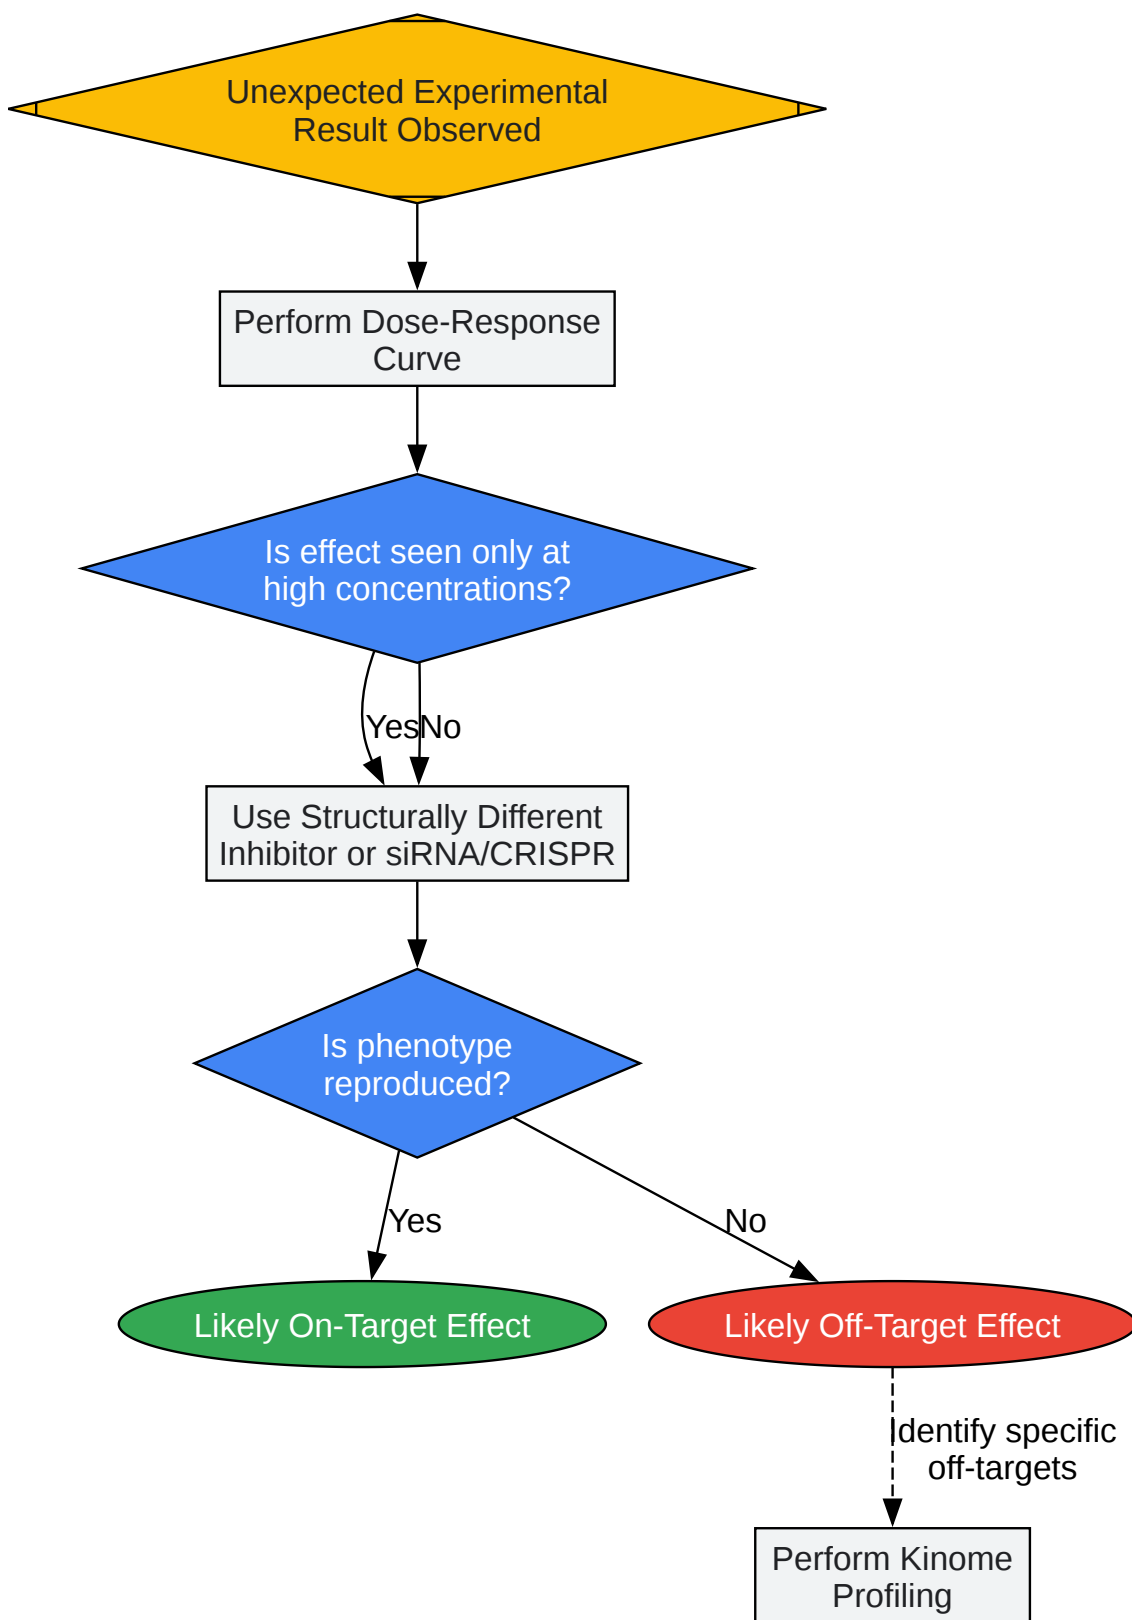 Unexpected Experimental
Result Observed
Perform Dose-Response
Curve
Is effect seen only at
high concentrations?
Yes
No
Use Structurally Different
Inhibitor or siRNA/CRISPR
Is phenotype
reproduced?
Yes
No
Likely On-Target Effect
Likely Off-Target Effect
Identify specific
off-targets
Perform Kinome
Profiling